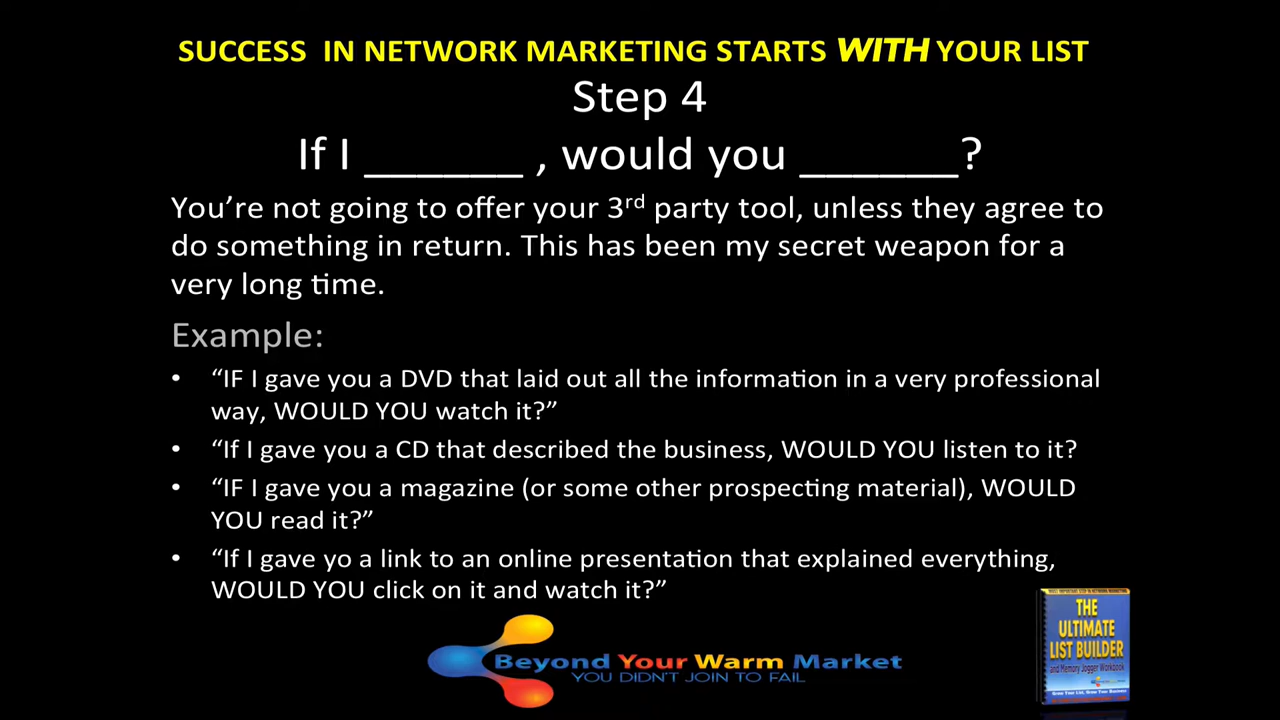 SUCCESS IN NETWORK MARKETING STARTS WITH YOUR LIST
Step 4
If I ______ , would you ______?
You’re not going to offer your 3rd party tool, unless they agree to
do something in return. This has been my secret weapon for a
very long time.
Example:
• “IF I gave you a DVD that laid out all the information in a very professional
way, WOULD YOU watch it?”
• “If I gave you a CD that described the business, WOULD YOU listen to it?
• “IF I gave you a magazine (or some other prospecting material), WOULD
YOU read it?”
• “If I gave yo a link to an online presentation that explained everything,
WOULD YOU click on it and watch it?”
Beyond Your Warm Market
YOU DIDN'T JOIN TO FAIL
THE
ULTIMATE
LIST BUILDER
and Memory Jogger Workbook